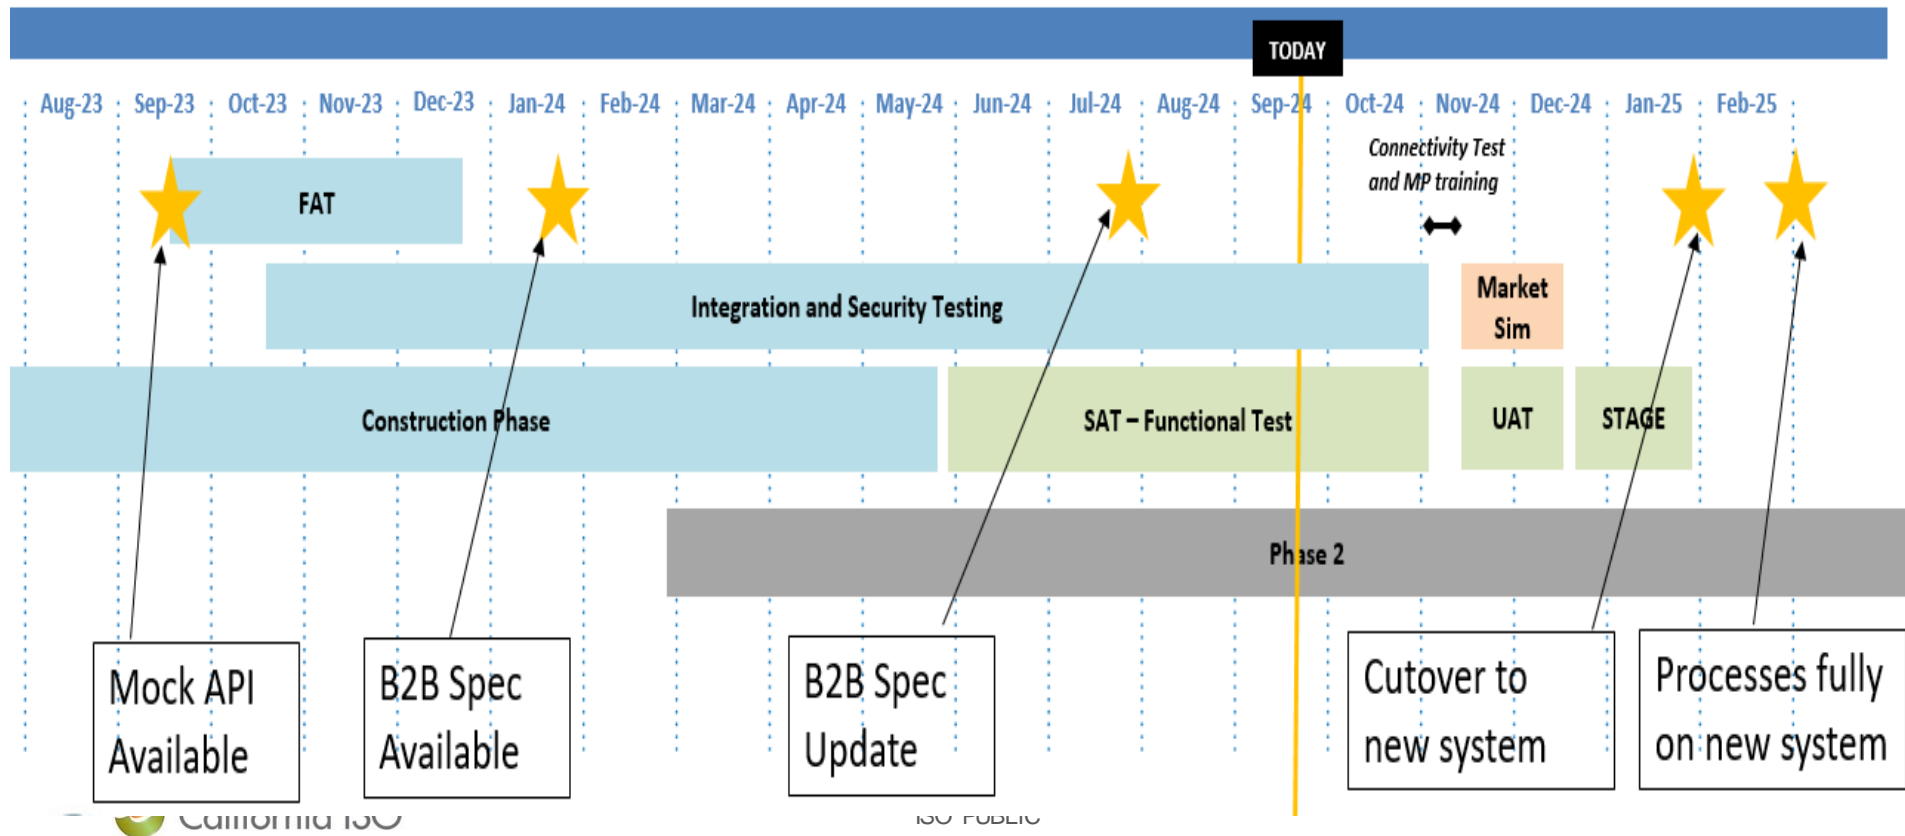 TODAY
Aug-23 Sep-23 Oct-23 Nov-23 Dec-23 Jan-24 Feb-24 Mar-24 Apr-24 May-24 Jun-24 Jul-24 Aug-24 Sep-24 Oct-24 Nov-24 Dec-24 Jan-25 Feb-25
Connectivity Test
and MP training
FAT
Integration and Security Testing
Market
Sim
Construction Phase
SAT – Functional Test
UAT
STAGE
Phase 2
Mock API
Available
B2B Spec
Available
B2B Spec
Update
Cutover to
new system
Processes fully
on new system
California ISO
ISO PUBLIC